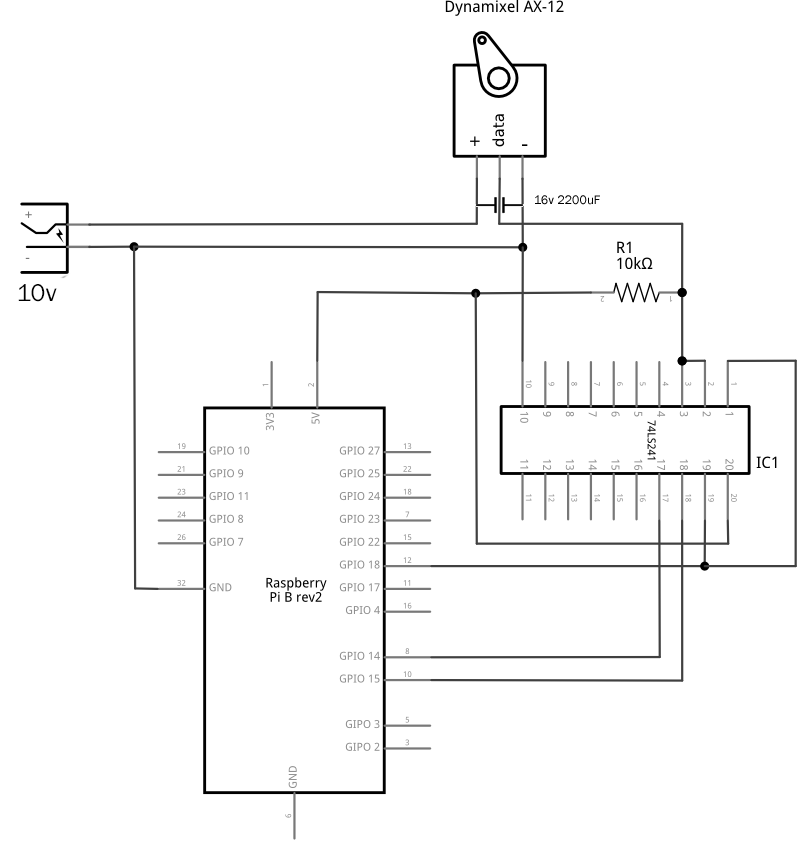 Dynamixel AX-12
+
data
-
16v 2200uF
+
-
10v
R1
10kΩ
2
1
1
2
3V3
5V
10
9
8
7
6
5
4
3
2
1
10
9
8
7
6
5
4
3
2
1
74LS241
IC1
11
12
13
14
15
16
17
18
19
20
11
12
13
14
15
16
17
18
19
20
19 GPIO 10
21 GPIO 9
23 GPIO 11
24 GPIO 8
26 GPIO 7
32 GND
GPIO 27 13
GPIO 25 22
GPIO 24 18
GPIO 23 7
GPIO 22 15
GPIO 18 12
GPIO 17 11
GPIO 4 16
GPIO 14 8
GPIO 15 10
GIPO 3 5
GIPO 2 3
Raspberry
Pi B rev2
GND